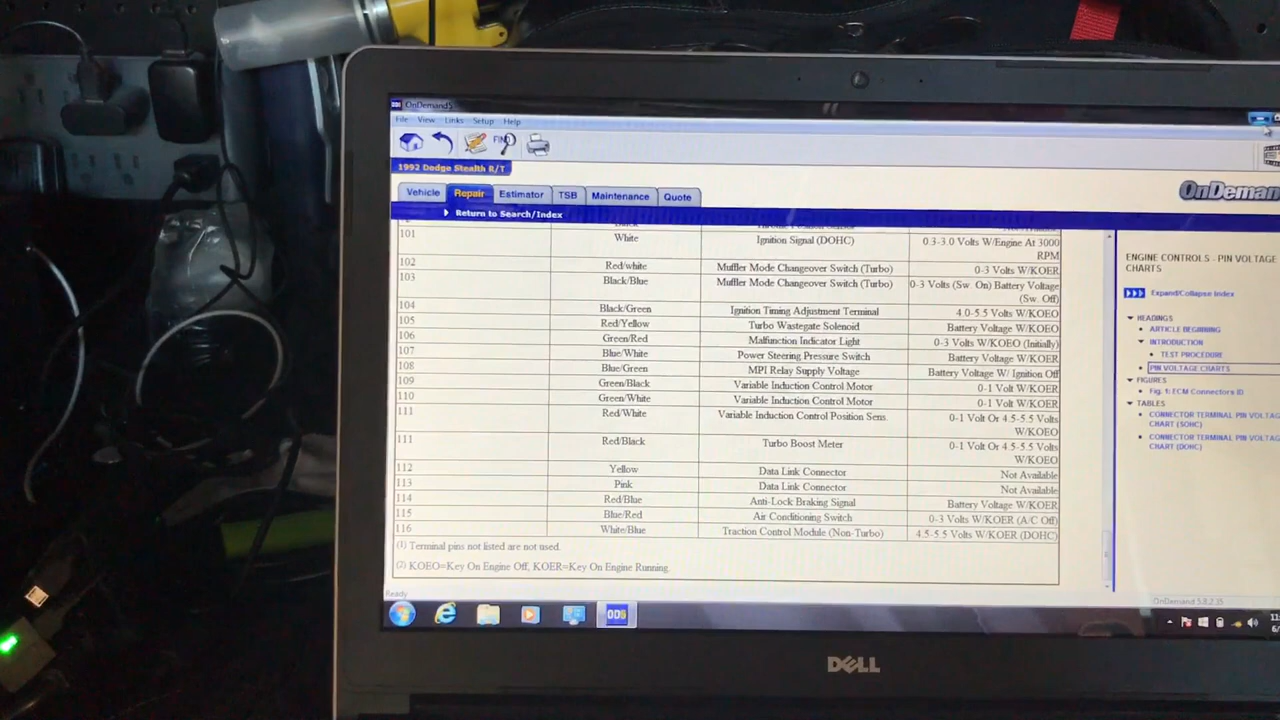 OnDemand5
File View Links Setup Help
FIND
1992 Dodge Stealth R/T
Vehicle Repair Estimator TSB Maintenance Quote
OnDeman
Return to Search/Index
101 White Ignition Signal (DOHC) 0.3-3.0 Volts W/Engine At 3000
RPM
102 Red/white Muffler Mode Changeover Switch (Turbo) 0-3 Volts W/KOER
103 Black/Blue Muffler Mode Changeover Switch (Turbo) 0-3 Volts (Sw. On) Battery Voltage
(Sw. Off)
104 Black/Green Ignition Timing Adjustment Terminal 4.0-5.5 Volts W/KOEO
105 Red/Yellow Turbo Wastegate Solenoid Battery Voltage W/KOEO
106 Green/Red Malfunction Indicator Light 0-3 Volts W/KOEO (Initially)
107 Blue/White Power Steering Pressure Switch Battery Voltage W/KOER
108 Blue/Green MPI Relay Supply Voltage Battery Voltage W/ Ignition Off
109 Green/Black Variable Induction Control Motor 0-1 Volt W/KOER
110 Green/White Variable Induction Control Motor 0-1 Volt W/KOER
111 Red/White Variable Induction Control Position Sens. 0-1 Volt Or 4.5-5.5 Volts
W/KOEO
111 Red/Black Turbo Boost Meter 0-1 Volt Or 4.5-5.5 Volts
W/KOEO
112 Yellow Data Link Connector Not Available
113 Pink Data Link Connector Not Available
114 Red/Blue Anti-Lock Braking Signal Battery Voltage W/KOER
115 Blue/Red Air Conditioning Switch 0-3 Volts W/KOER (A/C Off)
116 White/Blue Traction Control Module (Non-Turbo) 4.5-5.5 Volts W/KOER (DOHC)
(1) Terminal pins not listed are not used.
(2) KOEO=Key On Engine Off, KOER=Key On Engine Running.
ENGINE CONTROLS - PIN VOLTAGE
CHARTS
Expand/Collapse Index
HEADINGS
ARTICLE BEGINNING
INTRODUCTION
TEST PROCEDURE
PIN VOLTAGE CHARTS
FIGURES
Fig. 1: ECM Connectors ID
TABLES
CONNECTOR TERMINAL PIN VOLTAG
CHART (SOHC)
CONNECTOR TERMINAL PIN VOLTAG
CHART (DOHC)
Ready
OnDemand 5.8.2.35
OD5
DELL